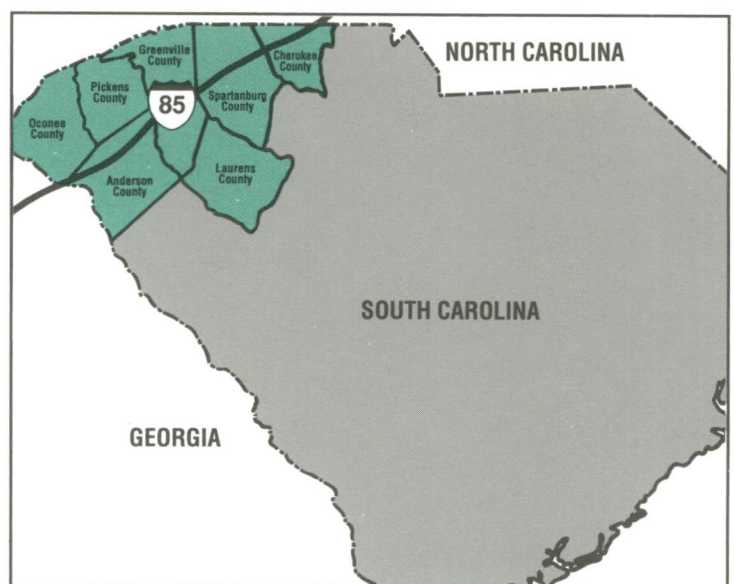 NORTH CAROLINA
Greenville
County
Cherokee
County
Pickens
County
85
Spartanburg
County
Oconee
County
Laurens
County
Anderson
County
SOUTH CAROLINA
GEORGIA